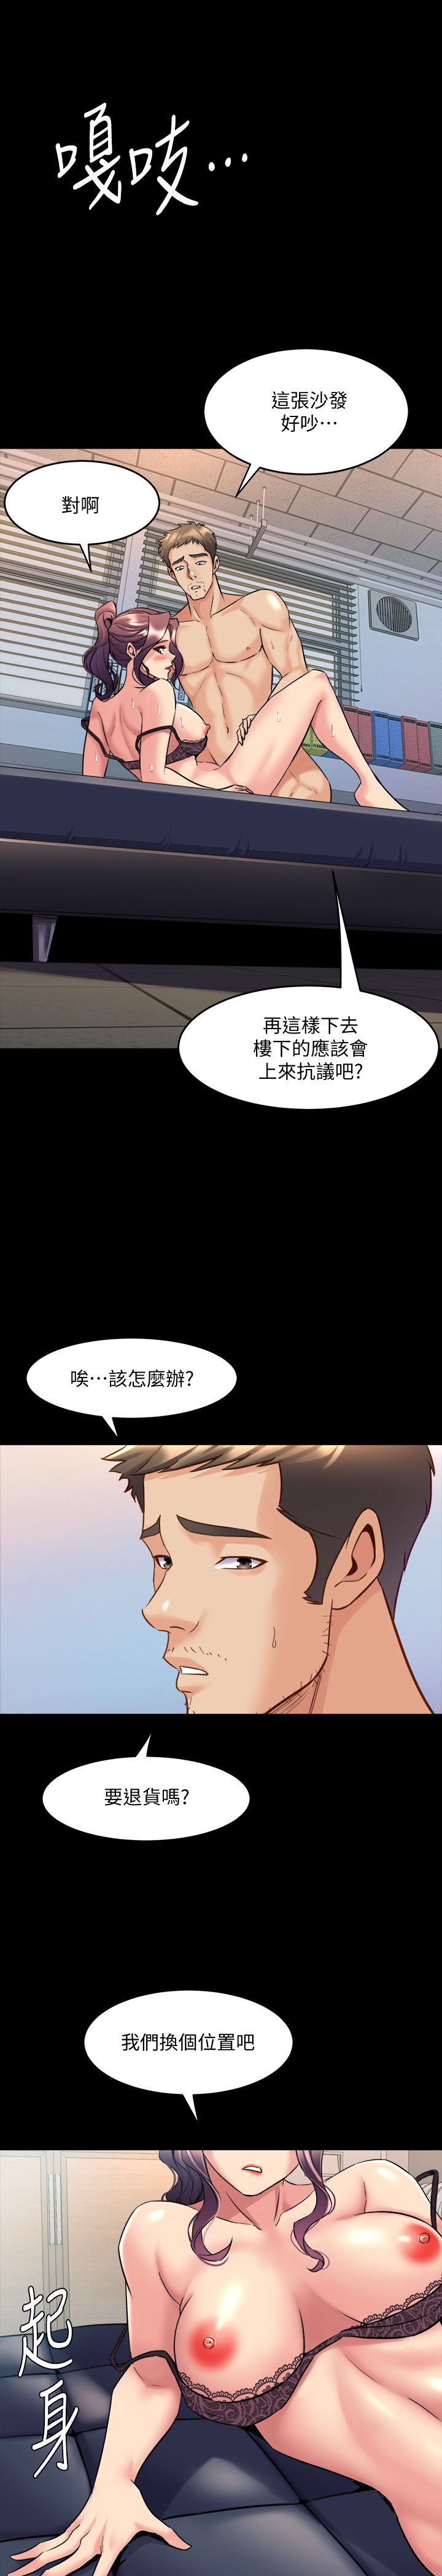 嘎吱⋯
這張沙發
好吵⋯
對啊
再這樣下去
樓下的應該會
上來抗議吧?
唉⋯該怎麼辦?
要退貨嗎?
我們換個位置吧
起身